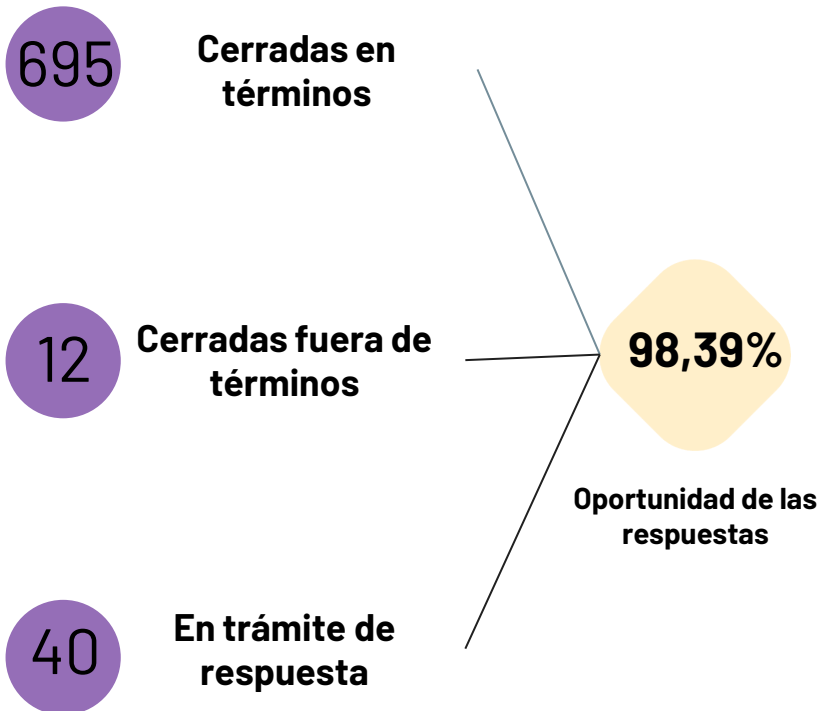 695
Cerradas en
términos
12
Cerradas fuera de
términos
98,39%
Oportunidad de las
respuestas
40
En trámite de
respuesta